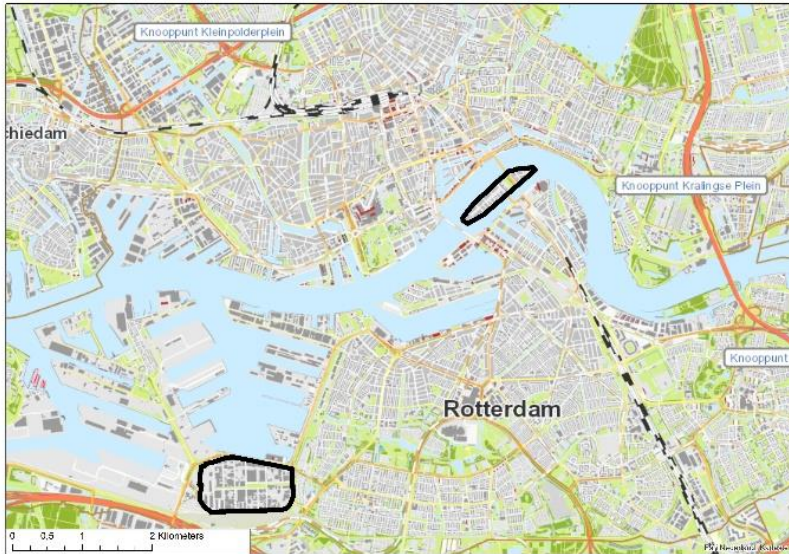 Knooppunt Kleinpolderplein
chiedam
Knooppunt Kralingse Plein
Knooppunt
Rotterdam
0 0.5 1 2 Kilometers